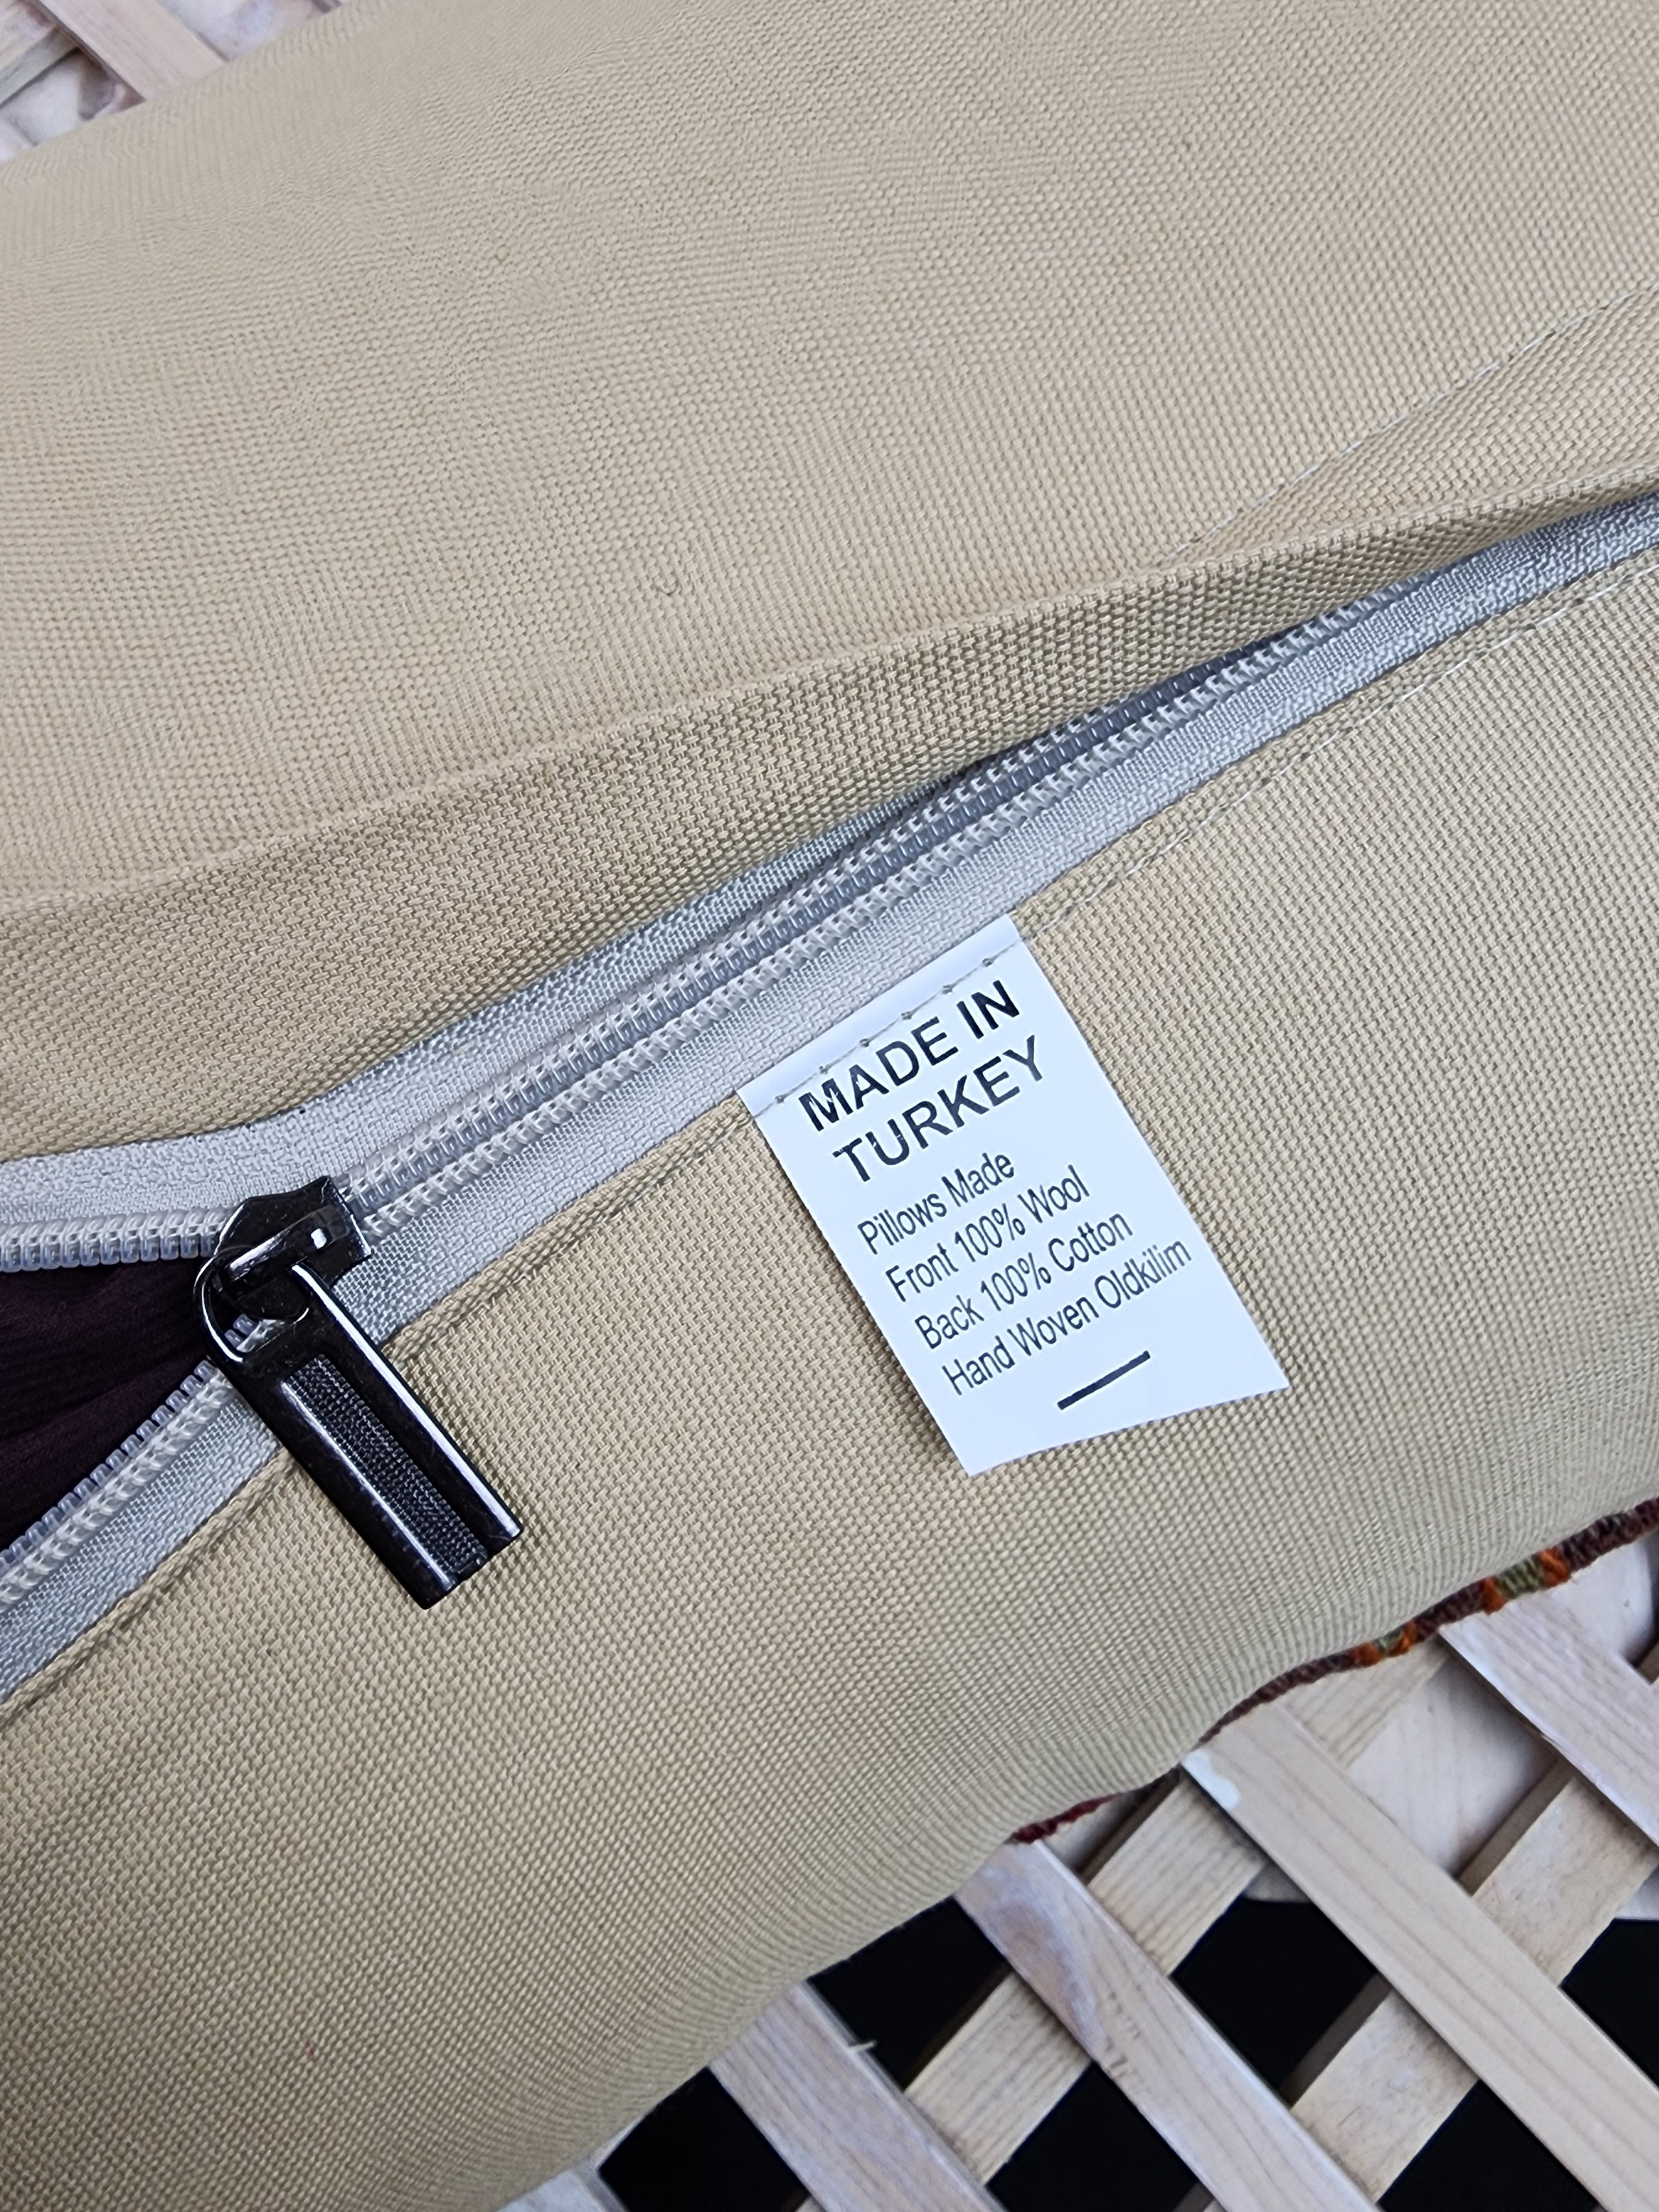 MADE IN
TURKEY
Pillows Made
Front 100% Wool
Back 100% Cotton
Hand Woven Oldkilim